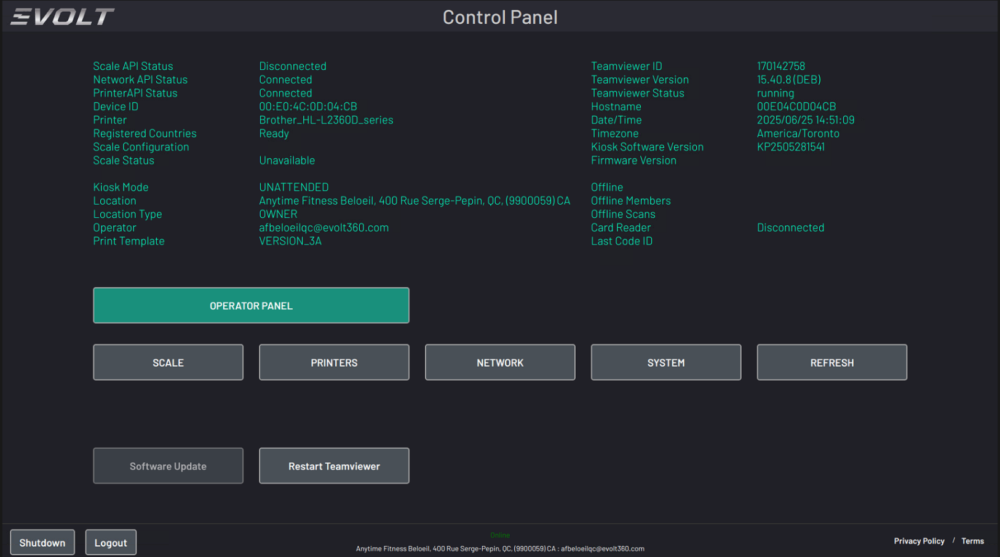 EVOLT
Control Panel
Scale API Status Disconnected Teamviewer ID 170142758
Network API Status Connected Teamviewer Version 15.40.8 (DEB)
PrinterAPI Status Connected Teamviewer Status running
Device ID 00:E0:4C:0D:04:CB Hostname 00E04C0D04CB
Printer Brother_HL-L2360D_series Date/Time 2025/06/25 14:51:09
Registered Countries Ready Timezone America/Toronto
Scale Configuration Kiosk Software Version KP2505281541
Scale Status Unavailable Firmware Version
Kiosk Mode UNATTENDED Offline
Location Anytime Fitness Beloeil, 400 Rue Serge-Pepin, QC, (9900059) CA Offline Members
Location Type OWNER Offline Scans
Operator afbeloeilqc@evolt360.com Card Reader Disconnected
Print Template VERSION_3A Last Code ID
OPERATOR PANEL
SCALE PRINTERS NETWORK SYSTEM REFRESH
Software Update Restart Teamviewer
Shutdown Logout
Online
Anytime Fitness Beloeil, 400 Rue Serge-Pepin, QC, (9900059) CA : afbeloeilqc@evolt360.com
Privacy Policy / Terms